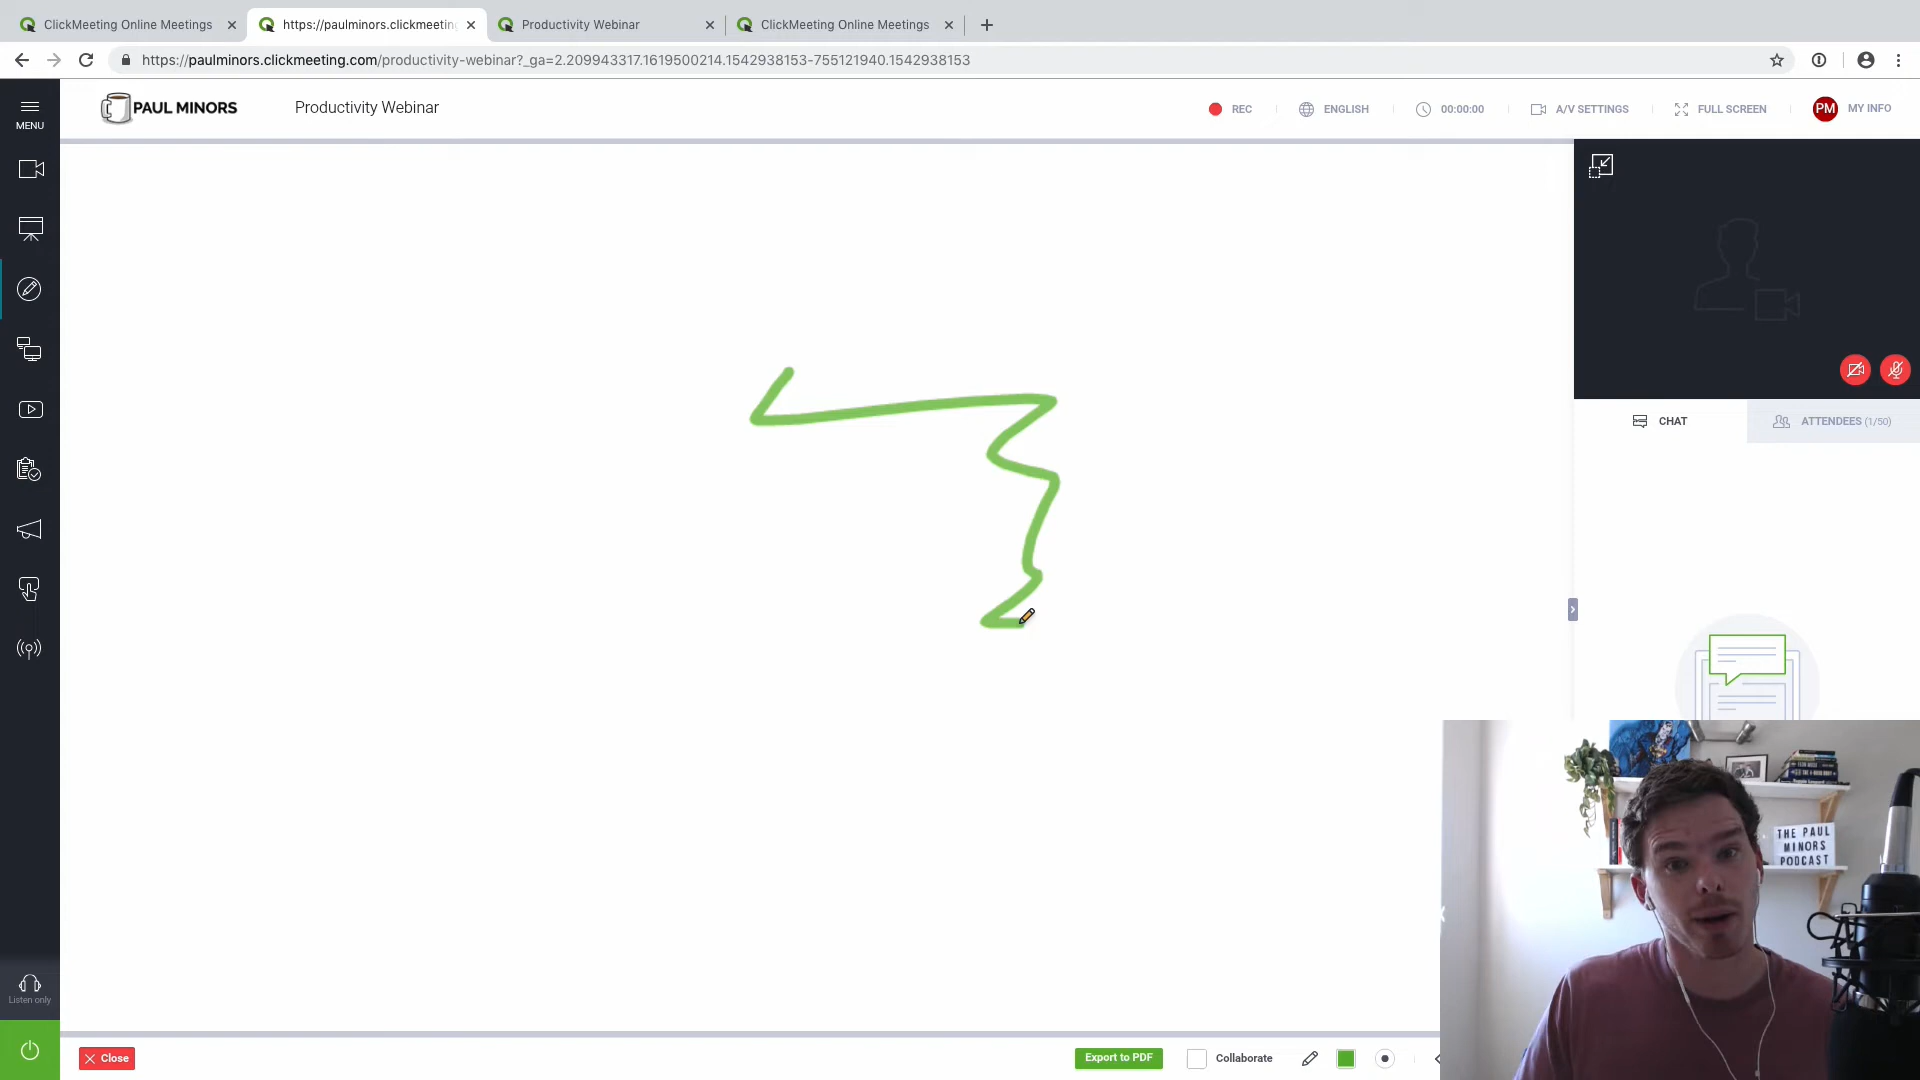 ClickMeeting Online Meetings
https://paulminors.clickmeetin
Productivity Webinar
ClickMeeting Online Meetings
https://paulminors.clickmeeting.com/productivity-webinar?_ga=2.209943317.1619500214.1542938153-755121940.1542938153
MENU
PAUL MINORS
Productivity Webinar
REC
ENGLISH
00:00:00
A/V SETTINGS
FULL SCREEN
PM
MY INFO
CHAT
ATTENDEES (1/50)
THE PAUL
MINORS
PODCAST
Listen only
Close
Export to PDF
Collaborate